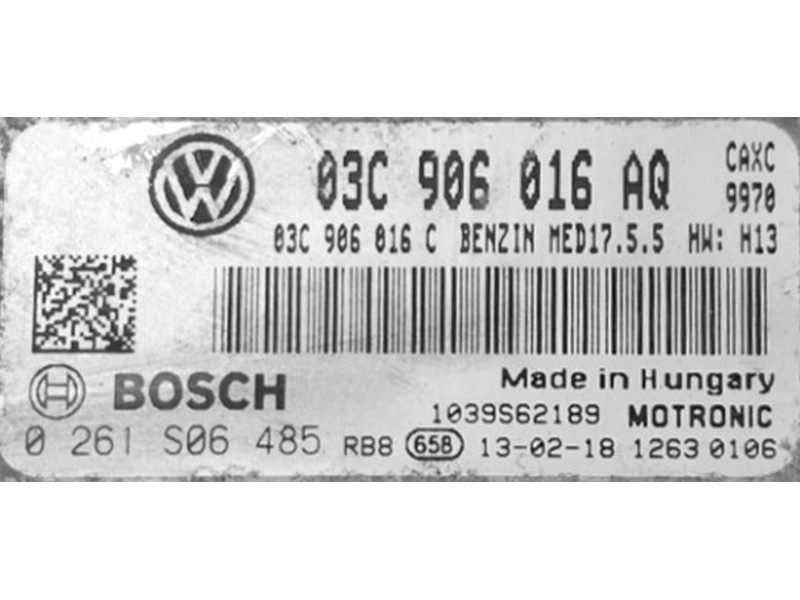 03C 906 016 AQ CAXC
9970
03C 906 016 C BENZIN MED17.5.5 HW: H13
Made in Hungary
BOSCH
1039S62189 MOTRONIC
0 261 S06 485 RB8 658 13-02-18 1263 0106